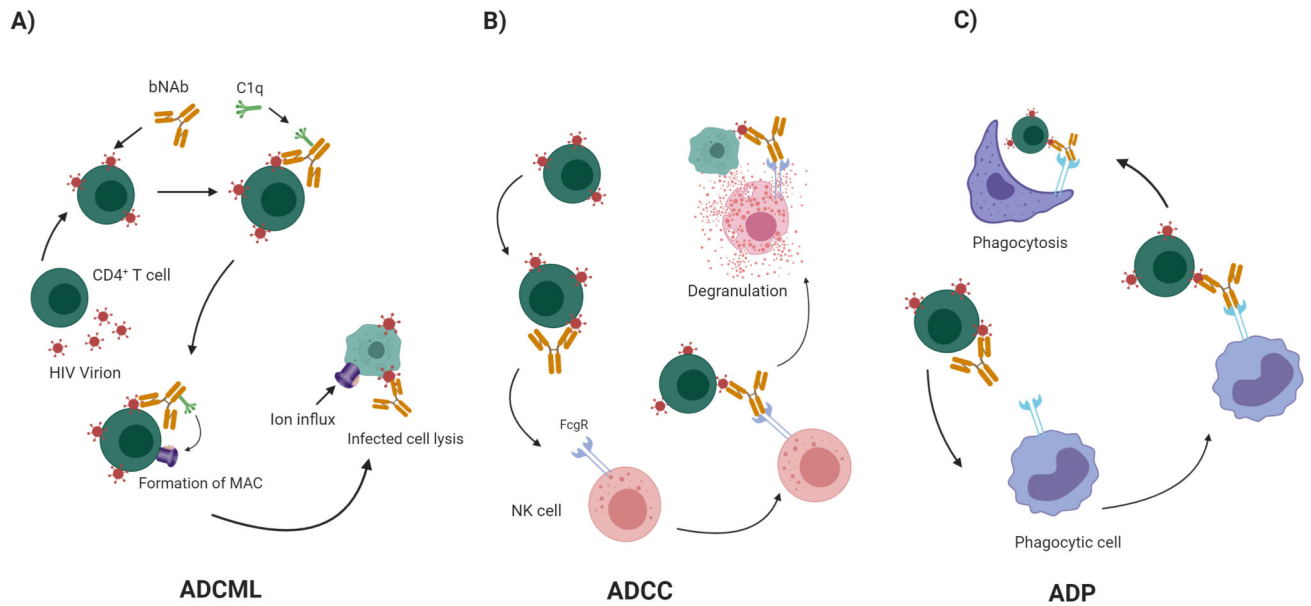 A)
B)
C)
bNAb
C1q
CD4⁺ T cell
HIV Virion
Ion influx
Infected cell lysis
Formation of MAC
ADCML
Degranulation
FcgR
NK cell
ADCC
Phagocytosis
Phagocytic cell
ADP